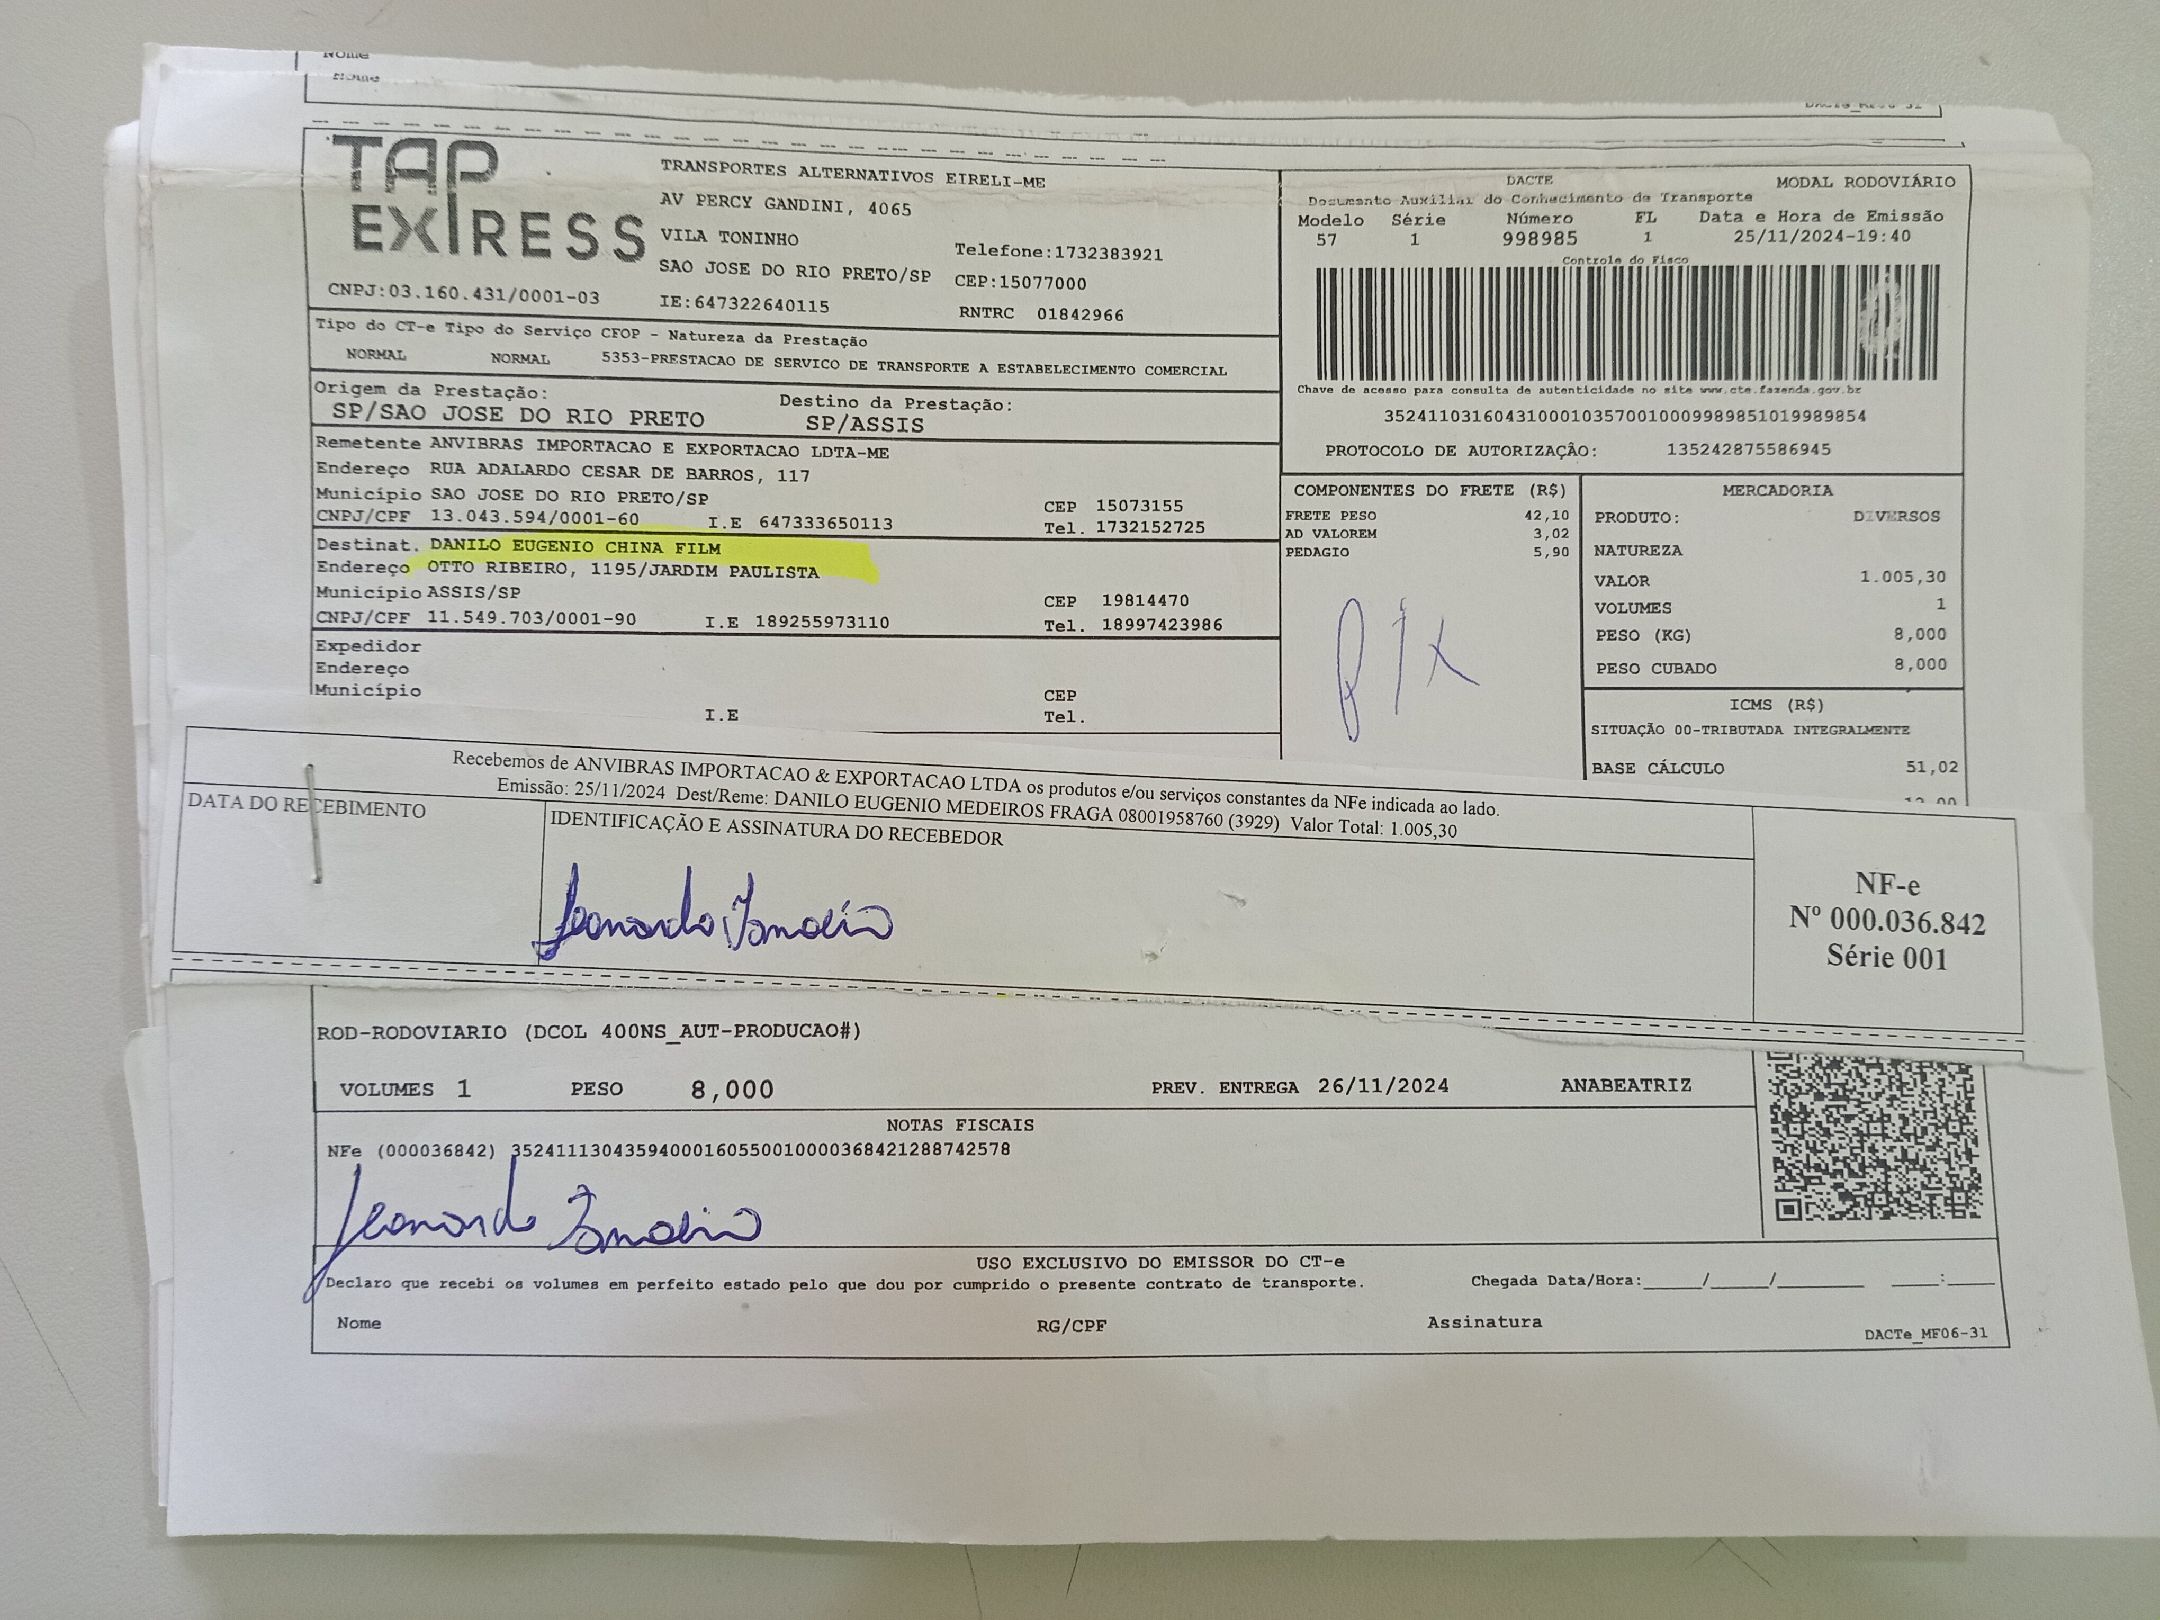 Nome
Nome
TAP
EXPRESS
CNPJ:03.160.431/0001-03
TRANSPORTES ALTERNATIVOS EIRELI-ME
AV PERCY GANDINI, 4065
VILA TONINHO
Telefone:1732383921
SAO JOSE DO RIO PRETO/SP CEP:15077000
IE:647322640115 RNTRC 01842966
DACTE MODAL RODOVIÁRIO
Documento Auxiliar do Conhecimento de Transporte
Modelo Série Número FL Data e Hora de Emissão
57 1 998985 1 25/11/2024-19:40
Controle do Fisco
Chave de acesso para consulta de autenticidade no site www.cte.fazenda.gov.br
35241103160431000103570010009989851019989854
PROTOCOLO DE AUTORIZAÇÃO: 135242875586945
Tipo do CT-e Tipo do Serviço CFOP - Natureza da Prestação
NORMAL NORMAL 5353-PRESTACAO DE SERVICO DE TRANSPORTE A ESTABELECIMENTO COMERCIAL
Origem da Prestação: Destino da Prestação:
SP/SAO JOSE DO RIO PRETO SP/ASSIS
Remetente ANVIBRAS IMPORTACAO E EXPORTACAO LDTA-ME
Endereço RUA ADALARDO CESAR DE BARROS, 117
Município SAO JOSE DO RIO PRETO/SP CEP 15073155
CNPJ/CPF 13.043.594/0001-60 I.E 647333650113 Tel. 1732152725
Destinat. DANILO EUGENIO CHINA FILM
Endereço OTTO RIBEIRO, 1195/JARDIM PAULISTA
Município ASSIS/SP CEP 19814470
CNPJ/CPF 11.549.703/0001-90 I.E 189255973110 Tel. 18997423986
Expedidor
Endereço
Município CEP
I.E Tel.
COMPONENTES DO FRETE (R$)
FRETE PESO 42,10
AD VALOREM 3,02
PEDAGIO 5,90
PIX
MERCADORIA
PRODUTO: DIVERSOS
NATUREZA
VALOR 1.005,30
VOLUMES 1
PESO (KG) 8,000
PESO CUBADO 8,000
ICMS (R$)
SITUAÇÃO 00-TRIBUTADA INTEGRALMENTE
BASE CÁLCULO 51,02
Recebemos de ANVIBRAS IMPORTACAO & EXPORTACAO LTDA os produtos e/ou serviços constantes da NFe indicada ao lado.
Emissão: 25/11/2024 Dest/Reme: DANILO EUGENIO MEDEIROS FRAGA 08001958760 (3929) Valor Total: 1.005,30
DATA DO RECEBIMENTO IDENTIFICAÇÃO E ASSINATURA DO RECEBEDOR
Leonardo
NF-e
Nº 000.036.842
Série 001
ROD-RODOVIARIO (DCOL 400NS_AUT-PRODUCAO#)
VOLUMES 1 PESO 8,000 PREV. ENTREGA 26/11/2024 ANABEATRIZ
NOTAS FISCAIS
NFe (000036842) 35241113043594000160550010000368421288742578
Leonardo
USO EXCLUSIVO DO EMISSOR DO CT-e
Declaro que recebi os volumes em perfeito estado pelo que dou por cumprido o presente contrato de transporte. Chegada Data/Hora:____/____/____ __:__
Nome RG/CPF Assinatura
DACTe_MF06-31